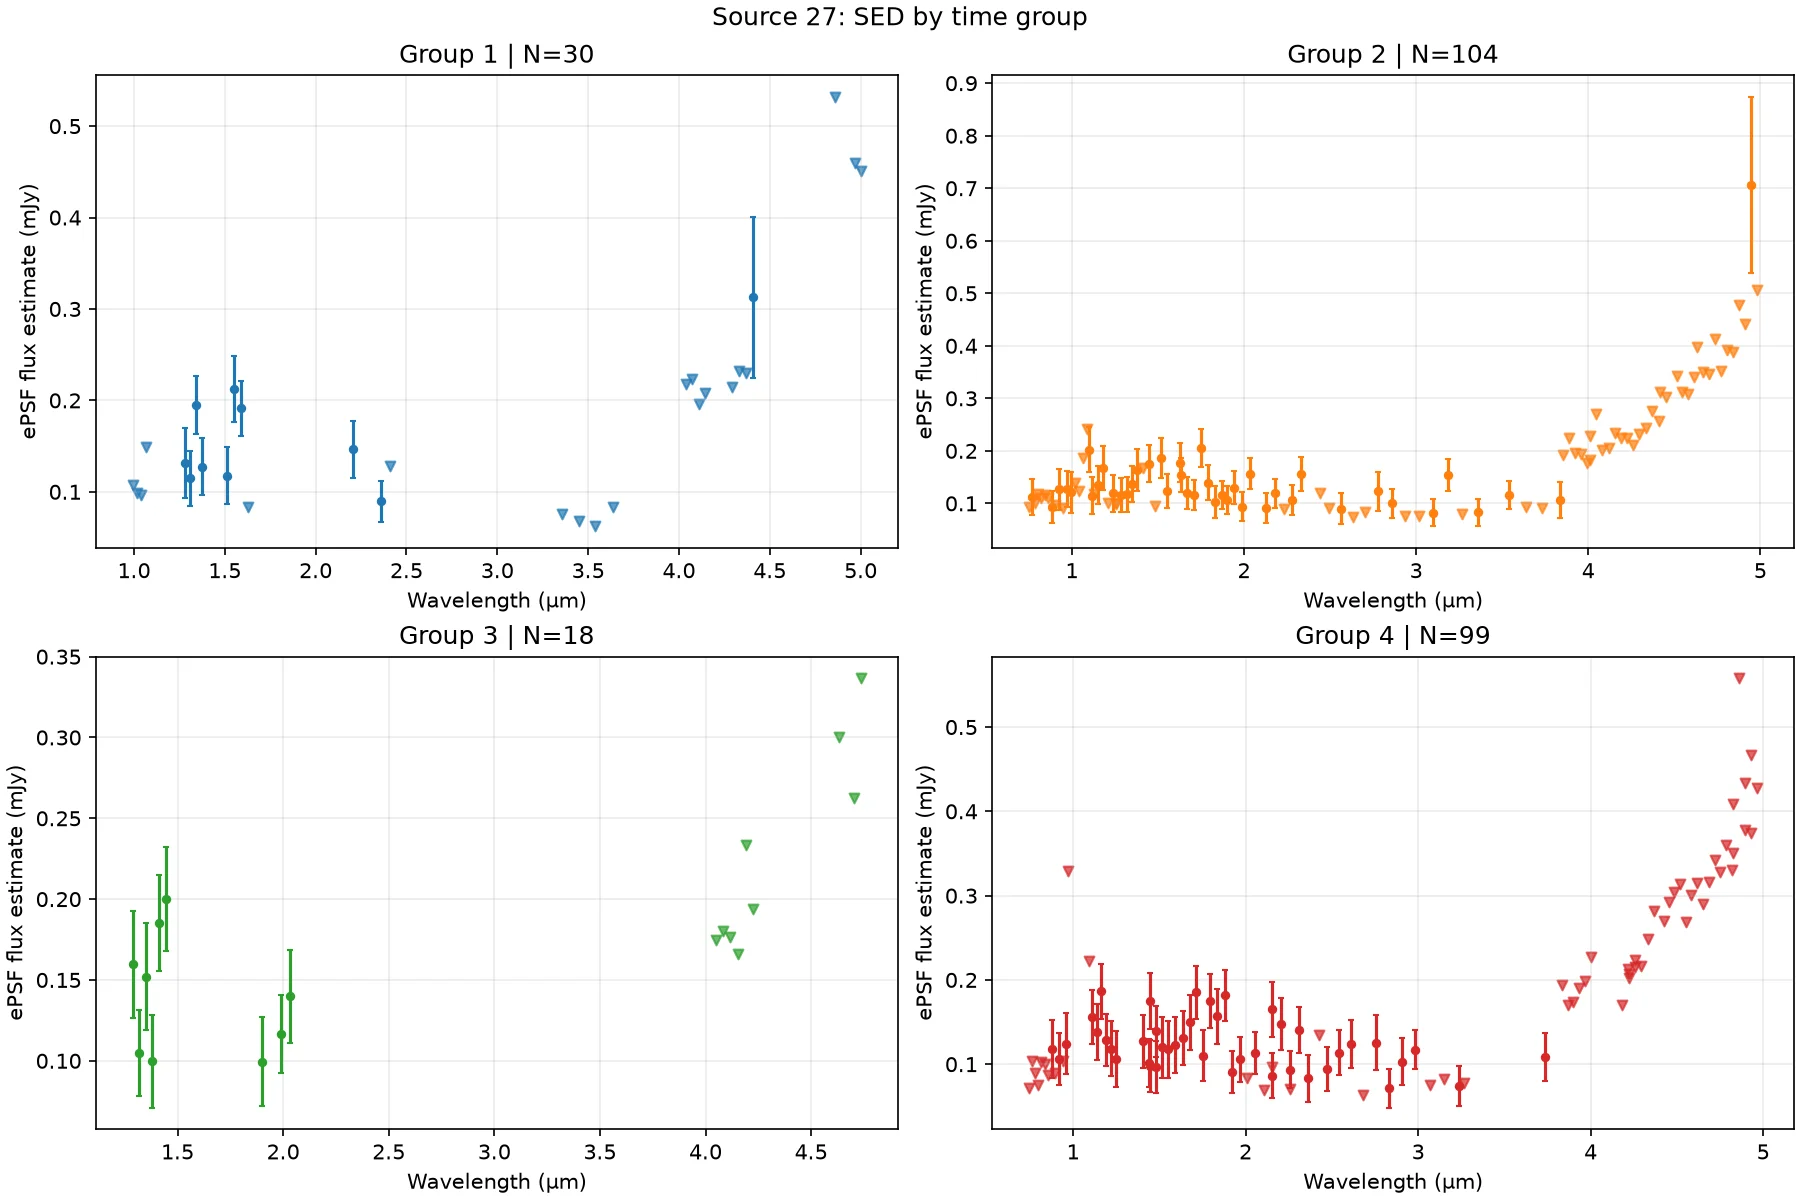 Source 27: SED by time group
Group 1 | N=30
ePSF flux estimate (mJy)
0.5
0.4
0.3
0.2
0.1
1.0 1.5 2.0 2.5 3.0 3.5 4.0 4.5 5.0
Wavelength (μm)
Group 2 | N=104
ePSF flux estimate (mJy)
0.9
0.8
0.7
0.6
0.5
0.4
0.3
0.2
0.1
1 2 3 4 5
Wavelength (μm)
Group 3 | N=18
ePSF flux estimate (mJy)
0.35
0.30
0.25
0.20
0.15
0.10
1.5 2.0 2.5 3.0 3.5 4.0 4.5
Wavelength (μm)
Group 4 | N=99
ePSF flux estimate (mJy)
0.5
0.4
0.3
0.2
0.1
1 2 3 4 5
Wavelength (μm)